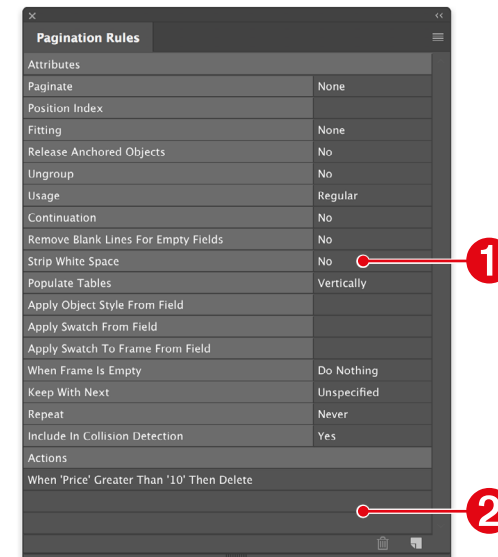 Pagination Rules
Attributes
Paginate None
Position Index
Fitting None
Release Anchored Objects No
Ungroup No
Usage Regular
Continuation No
Remove Blank Lines For Empty Fields No
Strip White Space No
1
Populate Tables Vertically
Apply Object Style From Field
Apply Swatch From Field
Apply Swatch To Frame From Field
When Frame Is Empty Do Nothing
Keep With Next Unspecified
Repeat Never
Include In Collision Detection Yes
Actions
When 'Price' Greater Than '10' Then Delete
2